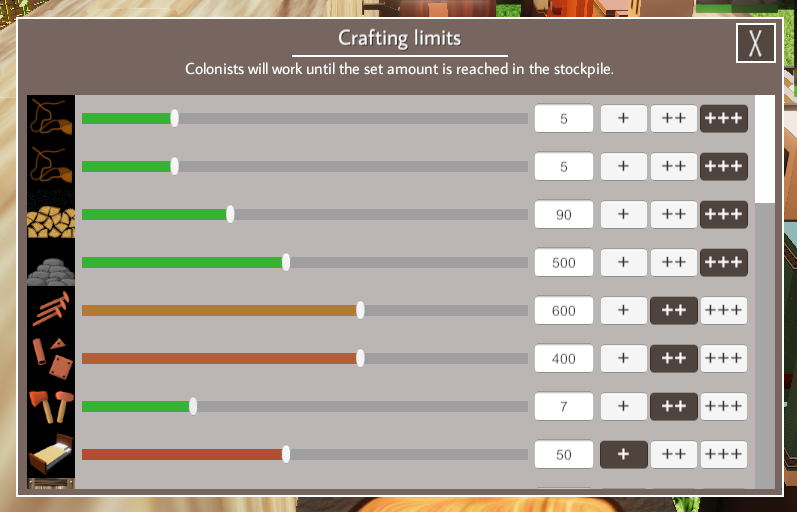 Crafting limits
X
Colonists will work until the set amount is reached in the stockpile.
5 + ++ +++
5 + ++ +++
90 + ++ +++
500 + ++ +++
600 + ++ +++
400 + ++ +++
7 + ++ +++
50 + ++ +++